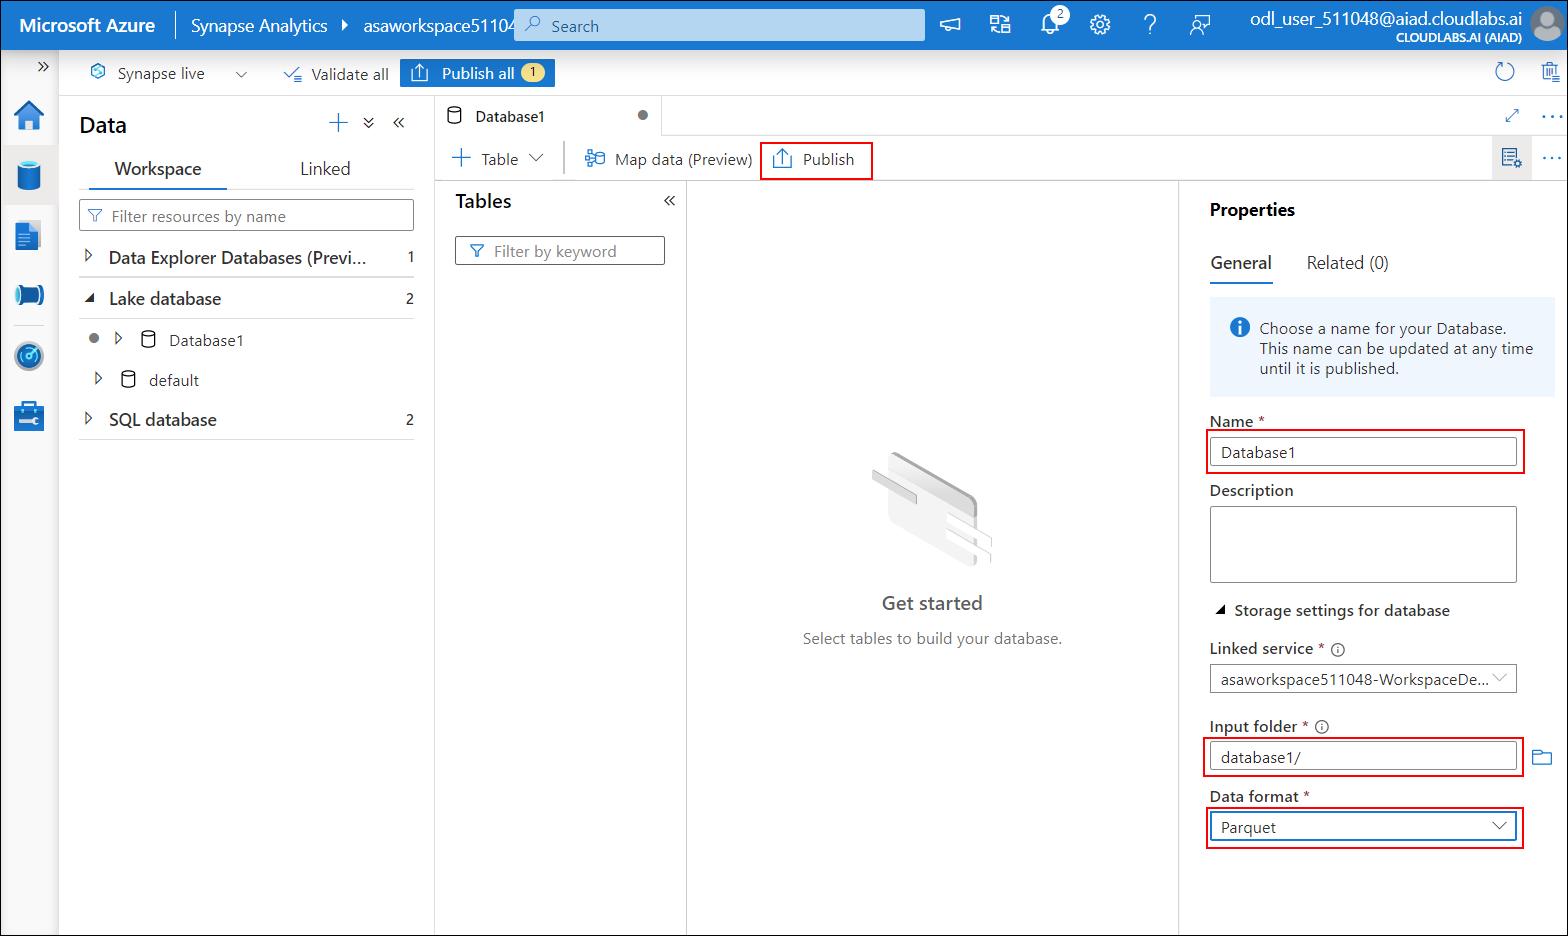 Microsoft Azure
Synapse Analytics
asaworkspace51104
Search
2
odl_user_511048@aiad.cloudlabs.ai
CLOUDLABS.AI (AIAD)
Synapse live
Validate all
Publish all 1
Data
Workspace
Linked
Filter resources by name
Data Explorer Databases (Previ... 1
Lake database 2
Database1
default
SQL database 2
Database1
Table
Map data (Preview)
Publish
Tables
Filter by keyword
Get started
Select tables to build your database.
Properties
General
Related (0)
Choose a name for your Database.
This name can be updated at any time
until it is published.
Name *
Database1
Description
Storage settings for database
Linked service *
asaworkspace511048-WorkspaceDe...
Input folder *
database1/
Data format *
Parquet